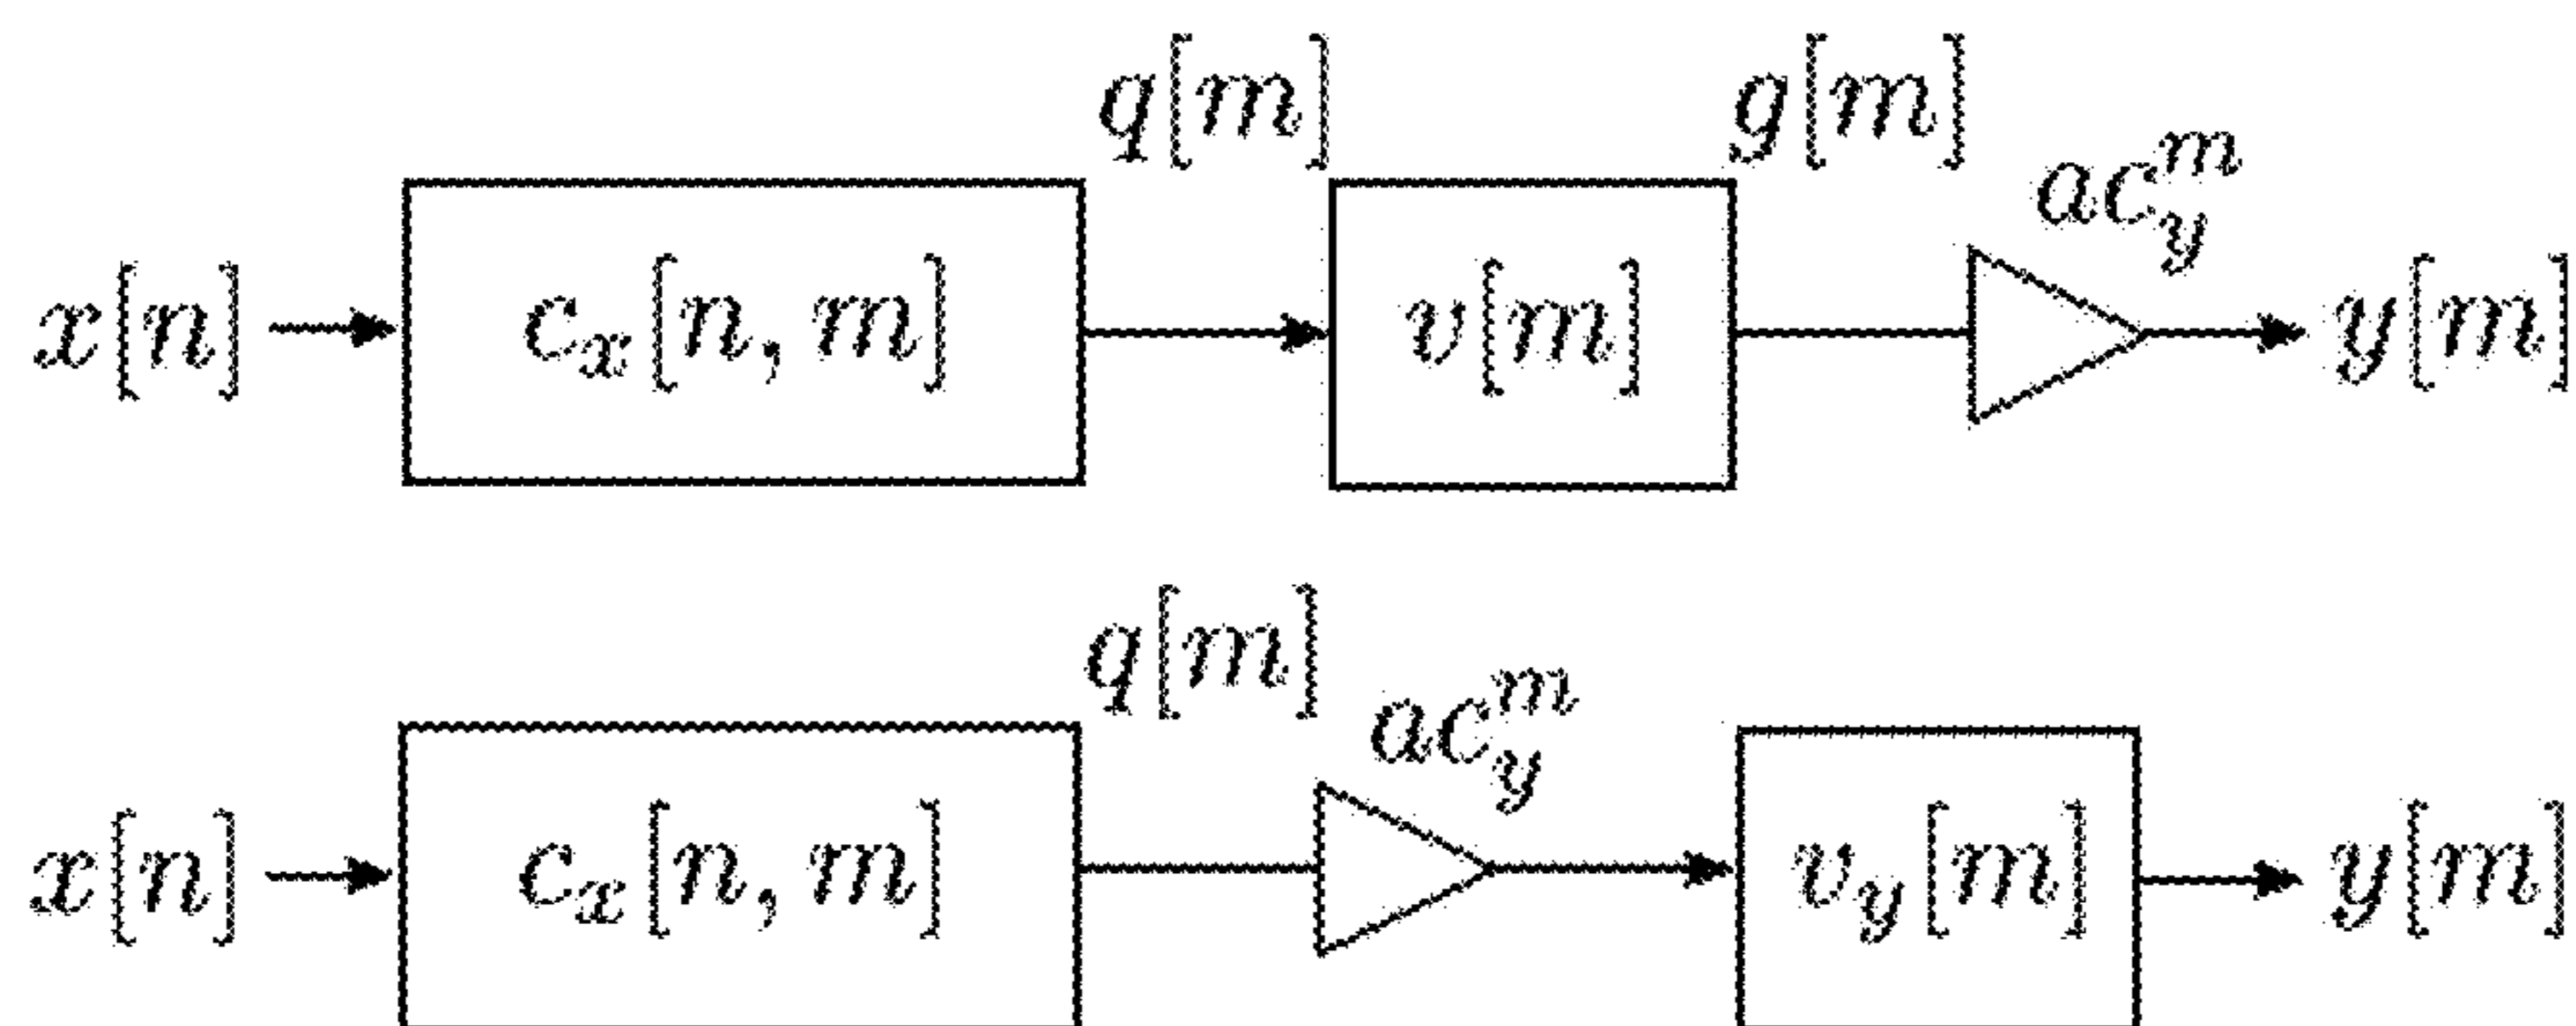 q[m] g[m]
ac_y^m
x[n] c_x[n, m] v[m] y[m]
q[m]
ac_y^m
x[n] c_x[n, m] v_y[m] y[m]